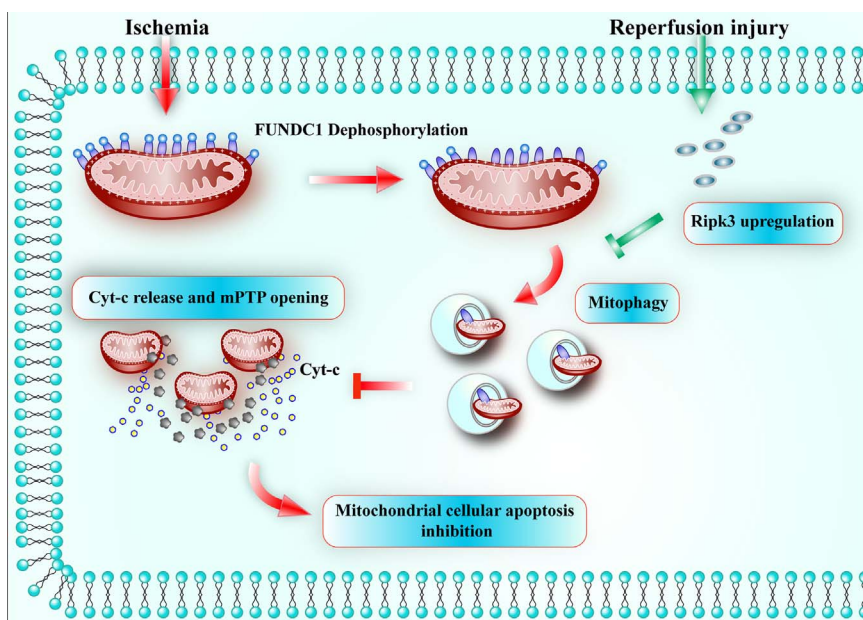 Ischemia
Reperfusion injury
FUNDC1 Dephosphorylation
Ripk3 upregulation
Cyt-c release and mPTP opening
Mitophagy
Cyt-c
Mitochondrial cellular apoptosis
inhibition